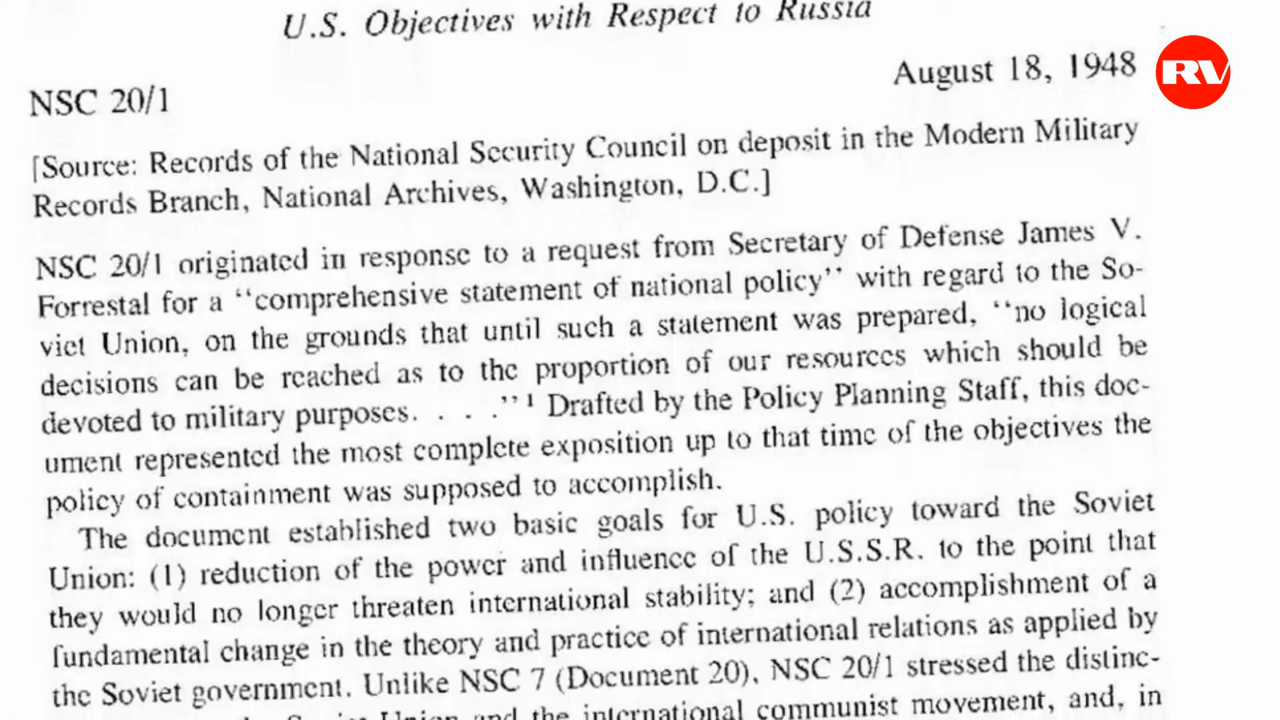 U.S. Objectives with Respect to Russia
August 18, 1948
RV
NSC 20/1
[Source: Records of the National Security Council on deposit in the Modern Military
Records Branch, National Archives, Washington, D.C.]
NSC 20/1 originated in response to a request from Secretary of Defense James V.
Forrestal for a “comprehensive statement of national policy” with regard to the So-
viet Union, on the grounds that until such a statement was prepared, “no logical
decisions can be reached as to the proportion of our resources which should be
devoted to military purposes. . . .”¹ Drafted by the Policy Planning Staff, this doc-
ument represented the most complete exposition up to that time of the objectives the
policy of containment was supposed to accomplish.
The document established two basic goals for U.S. policy toward the Soviet
Union: (1) reduction of the power and influence of the U.S.S.R. to the point that
they would no longer threaten international stability; and (2) accomplishment of a
fundamental change in the theory and practice of international relations as applied by
the Soviet government. Unlike NSC 7 (Document 20), NSC 20/1 stressed the distinc-
Union and the international communist movement, and, in